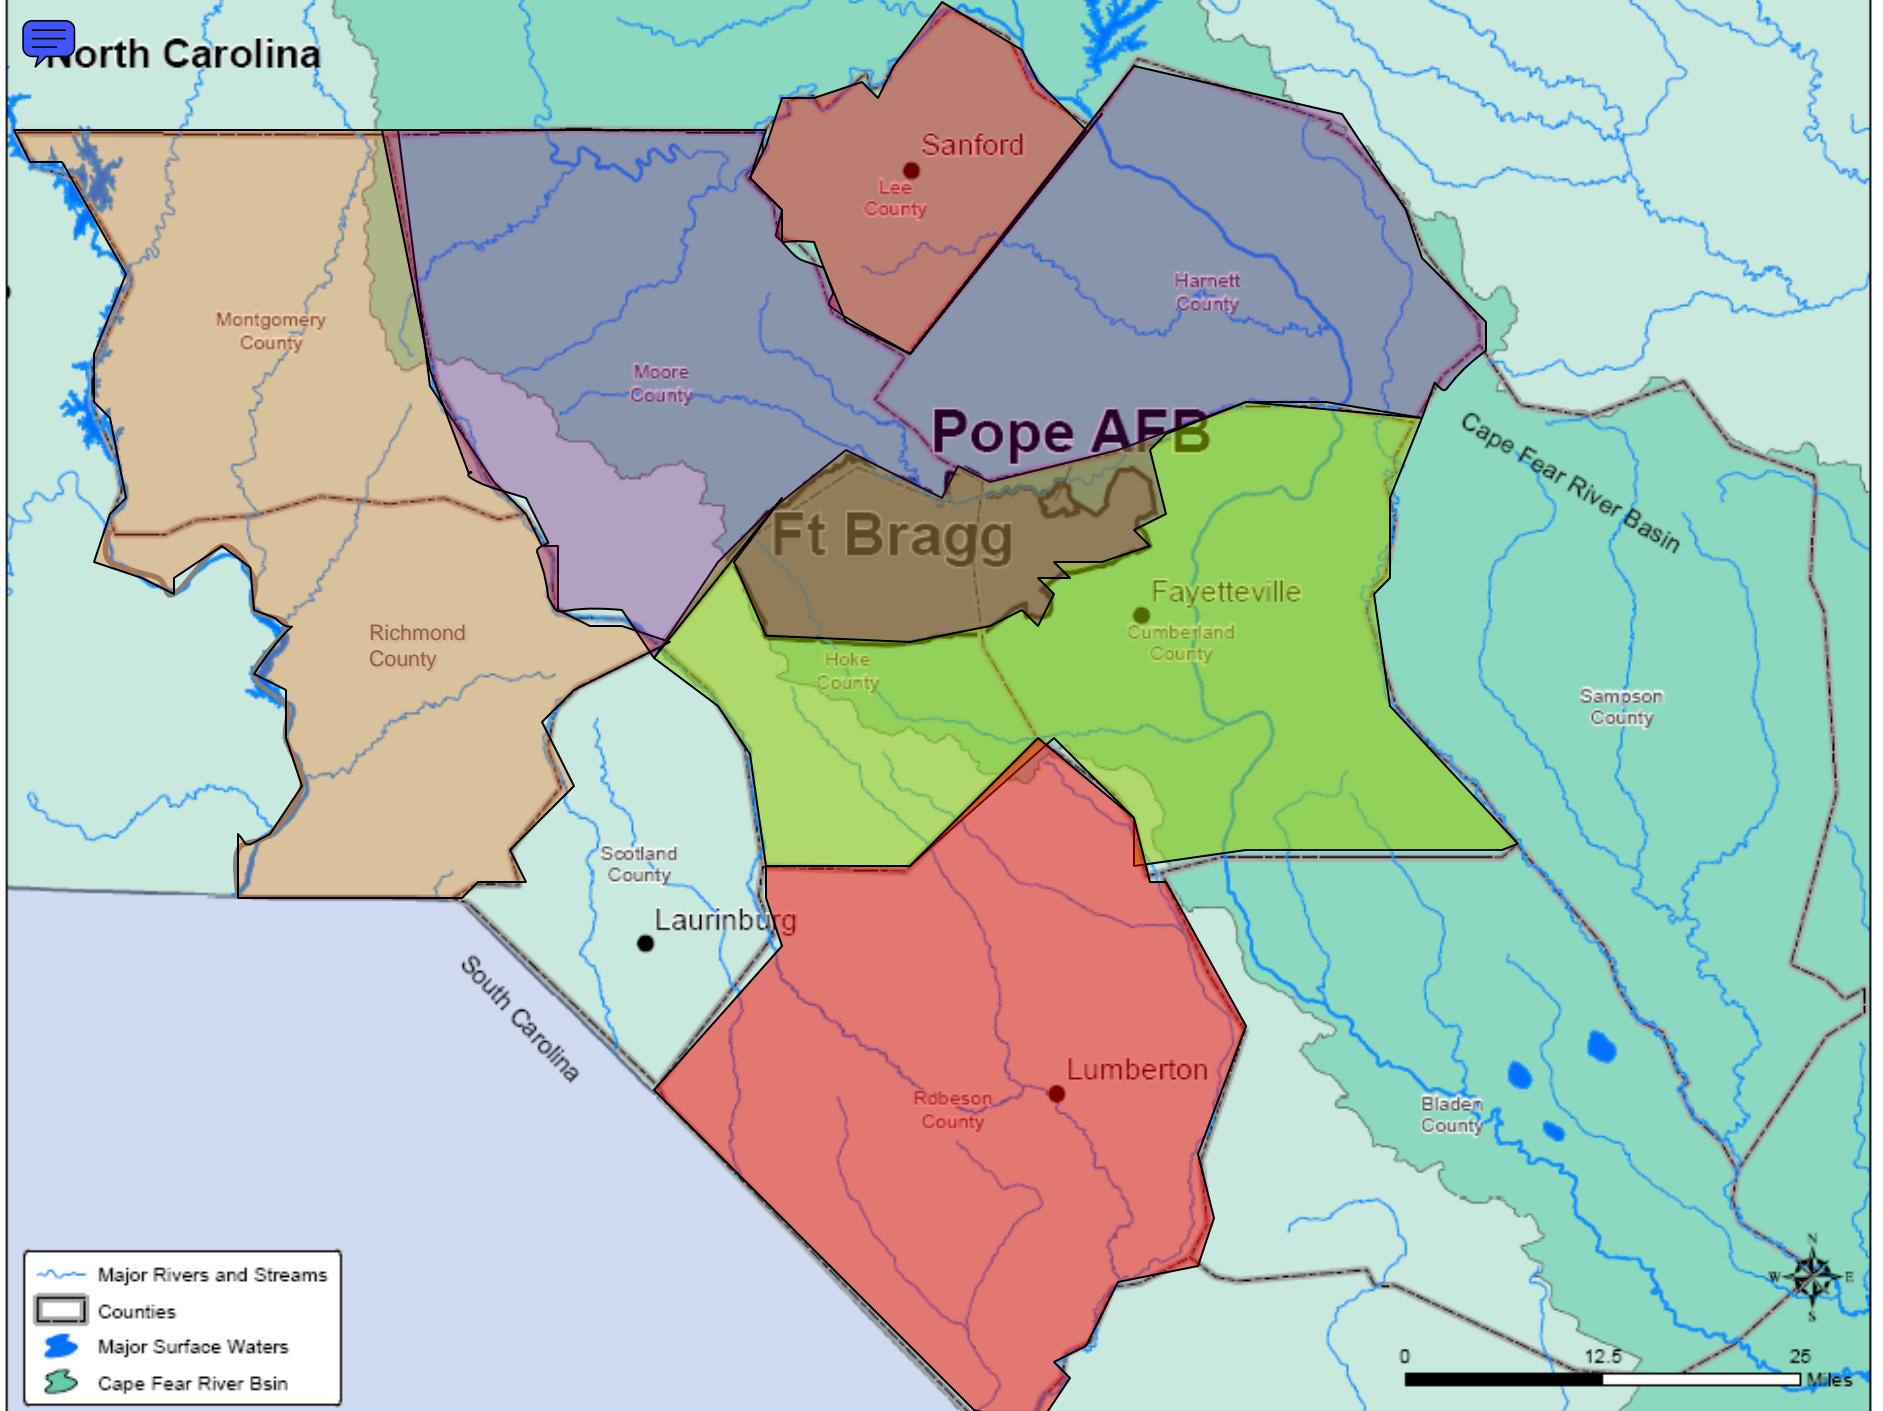 North Carolina
Sanford
Lee
County
Harnett
County
Montgomery
County
Moore
County
Pope AFB
Cape Fear River Basin
Ft Bragg
Fayetteville
Cumberland
County
Richmond
County
Hoke
County
Sampson
County
Scotland
County
Laurinburg
South Carolina
Lumberton
Robeson
County
Bladen
County
N
W
E
S
Major Rivers and Streams
Counties
Major Surface Waters
Cape Fear River Bsin
0
12.5
25
Miles